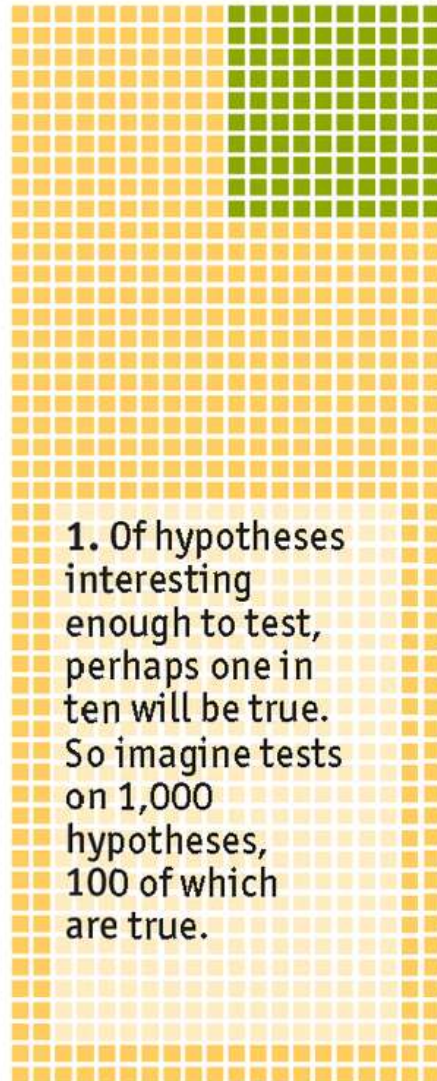 1. Of hypotheses
interesting
enough to test,
perhaps one in
ten will be true.
So imagine tests
on 1,000
hypotheses,
100 of which
are true.